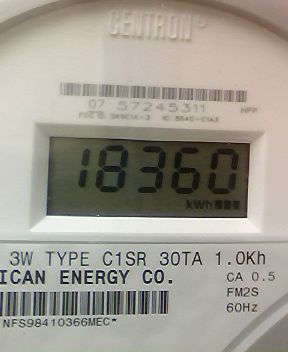 CENTRON®
07 57245311
HPP
18360
kWh
3W TYPE C1SR 30TA 1.0Kh
ICAN ENERGY CO.
CA 0.5
FM2S
60Hz
NFS98410366MEC*